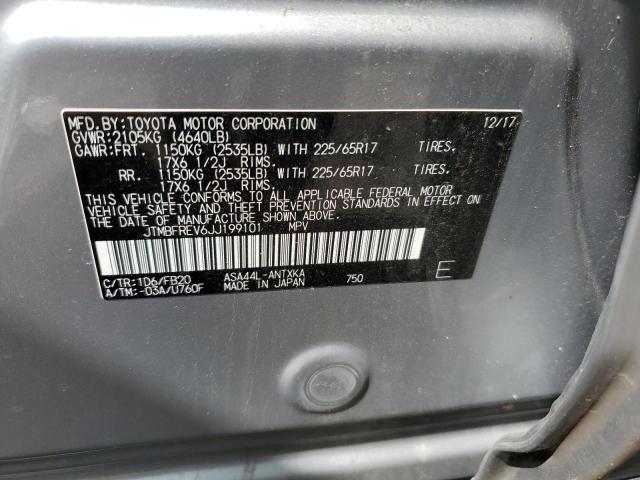 MFD.BY:TOYOTA MOTOR CORPORATION 12/17
GVWR:2105KG (4640LB)
GAWR:FRT. 1150KG (2535LB) WITH 225/65R17 TIRES.
17X6 1/2J RIMS.
RR. 1150KG (2535LB) WITH 225/65R17 TIRES.
17X6 1/2J RIMS.
THIS VEHICLE CONFORMS TO ALL APPLICABLE FEDERAL MOTOR
VEHICLE SAFETY AND THEFT PREVENTION STANDARDS IN EFFECT ON
THE DATE OF MANUFACTURE SHOWN ABOVE.
JTMBFREV6JJ199101 MPV
C/TR:1D6/FB20 ASA44L-ANTXKA
A/TM:-03A/U760F MADE IN JAPAN 750 E